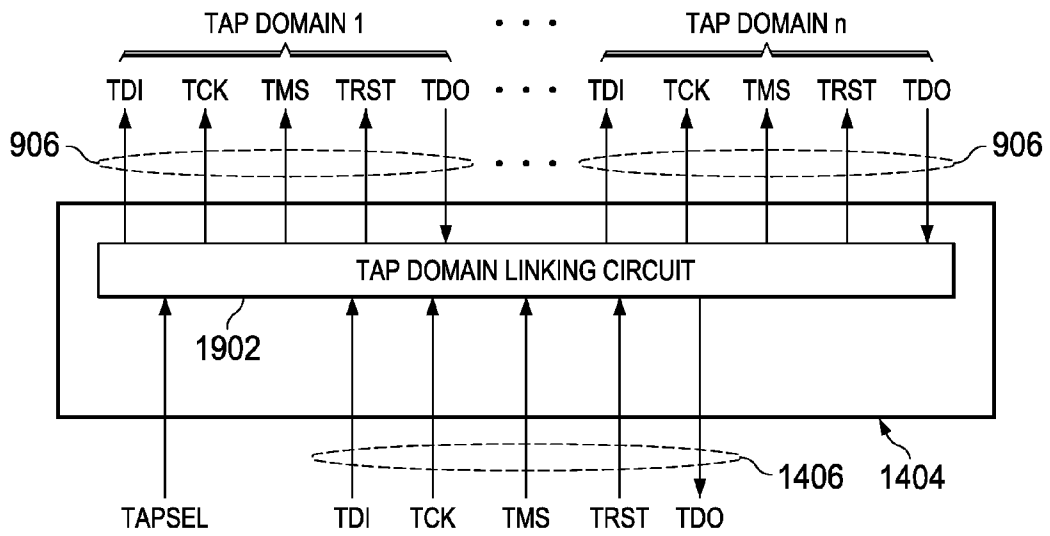 TAP DOMAIN 1 • • • TAP DOMAIN n
TDI TCK TMS TRST TDO • • • TDI TCK TMS TRST TDO
906 • • • 906
TAP DOMAIN LINKING CIRCUIT
1902
1406 1404
TAPSEL TDI TCK TMS TRST TDO